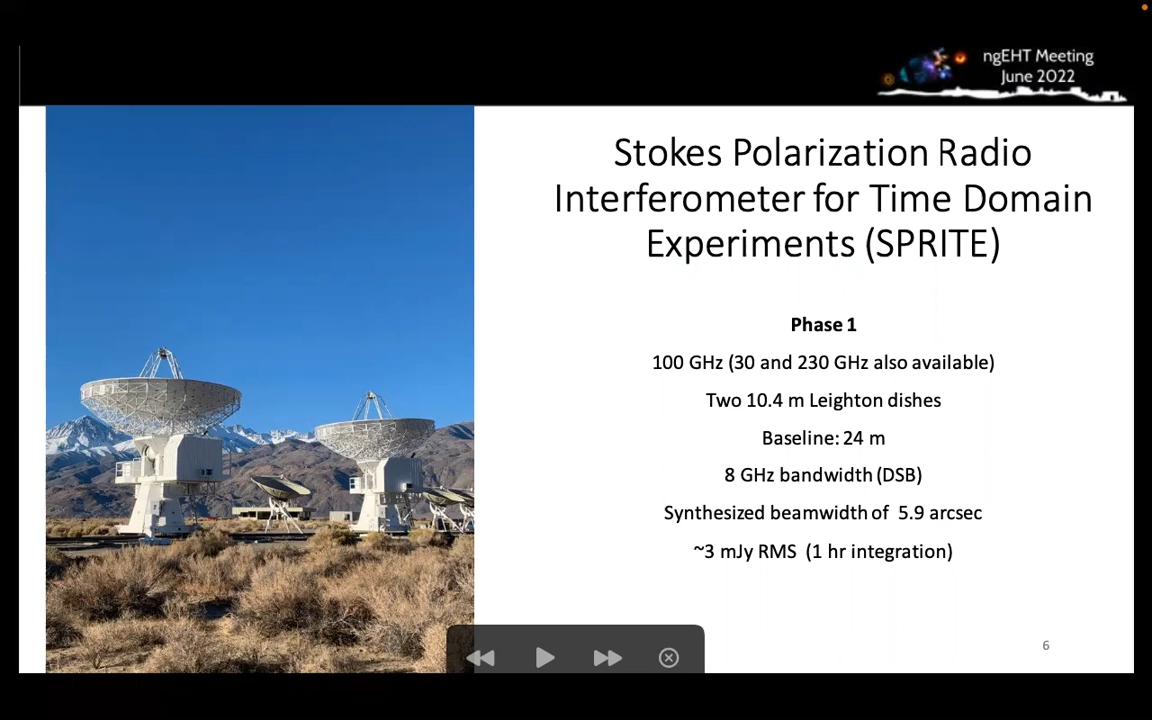 ngEHT Meeting
June 2022
Stokes Polarization Radio
Interferometer for Time Domain
Experiments (SPRITE)
Phase 1
100 GHz (30 and 230 GHz also available)
Two 10.4 m Leighton dishes
Baseline: 24 m
8 GHz bandwidth (DSB)
Synthesized beamwidth of 5.9 arcsec
~3 mJy RMS (1 hr integration)
6